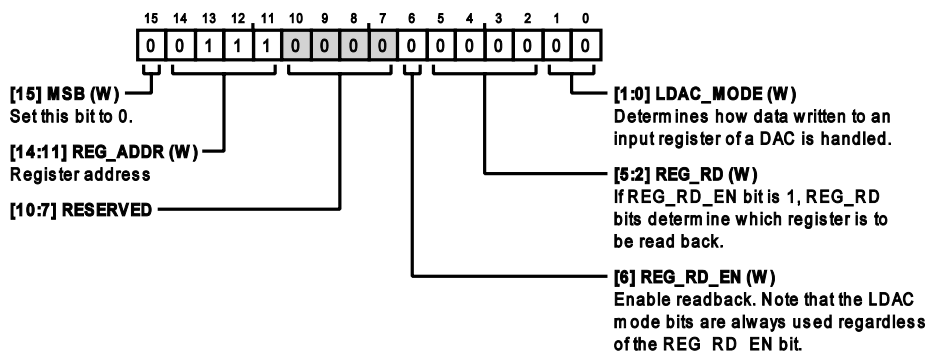 15 14 13 12 11 10 9 8 7 6 5 4 3 2 1 0
0 0 1 1 1 0 0 0 0 0 0 0 0 0 0 0
[15] MSB (W)
Set this bit to 0.
[14:11] REG_ADDR (W)
Register address
[10:7] RESERVED
[1:0] LDAC_MODE (W)
Determines how data written to an
input register of a DAC is handled.
[5:2] REG_RD (W)
If REG_RD_EN bit is 1, REG_RD
bits determine which register is to
be read back.
[6] REG_RD_EN (W)
Enable readback. Note that the LDAC
mode bits are always used regardless
of the REG_RD_EN bit.